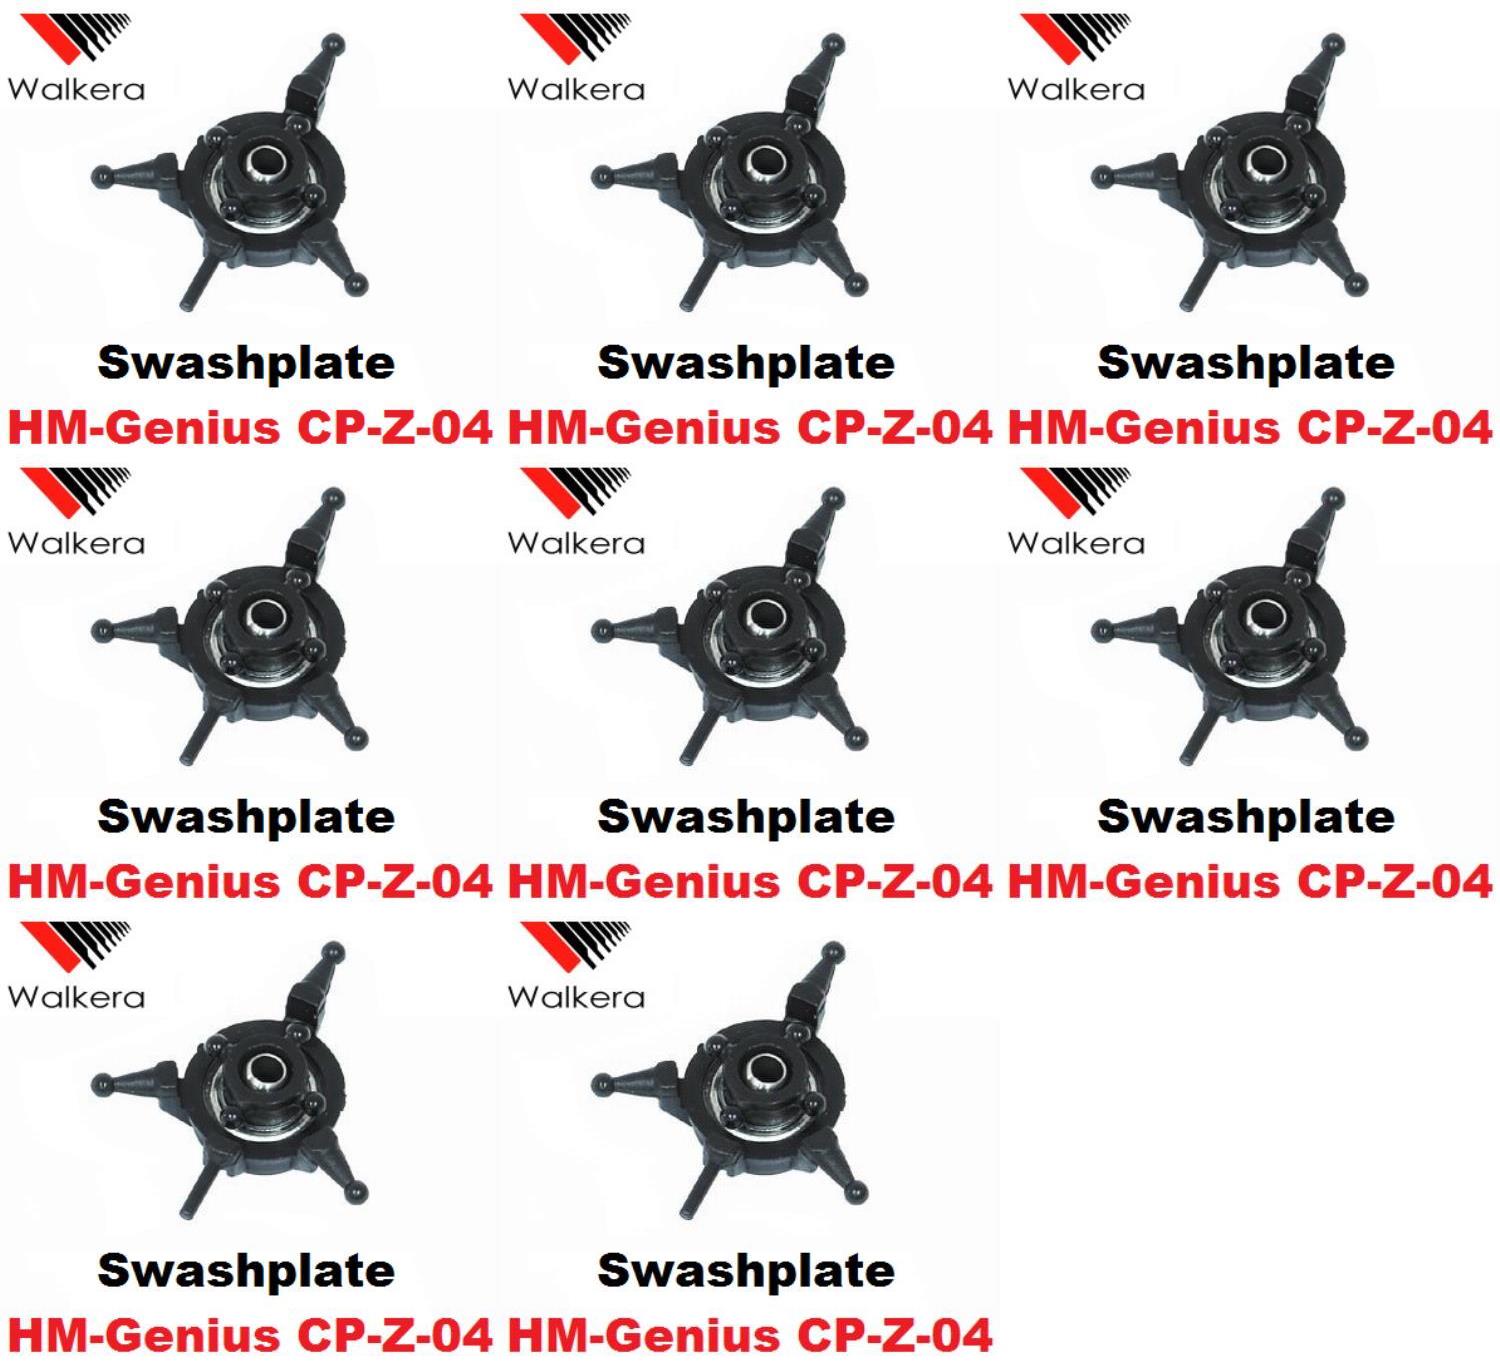 Walkera Walkera Walkera
Swashplate Swashplate Swashplate
HM-Genius CP-Z-04 HM-Genius CP-Z-04 HM-Genius CP-Z-04
Walkera Walkera Walkera
Swashplate Swashplate Swashplate
HM-Genius CP-Z-04 HM-Genius CP-Z-04 HM-Genius CP-Z-04
Walkera Walkera
Swashplate Swashplate
HM-Genius CP-Z-04 HM-Genius CP-Z-04